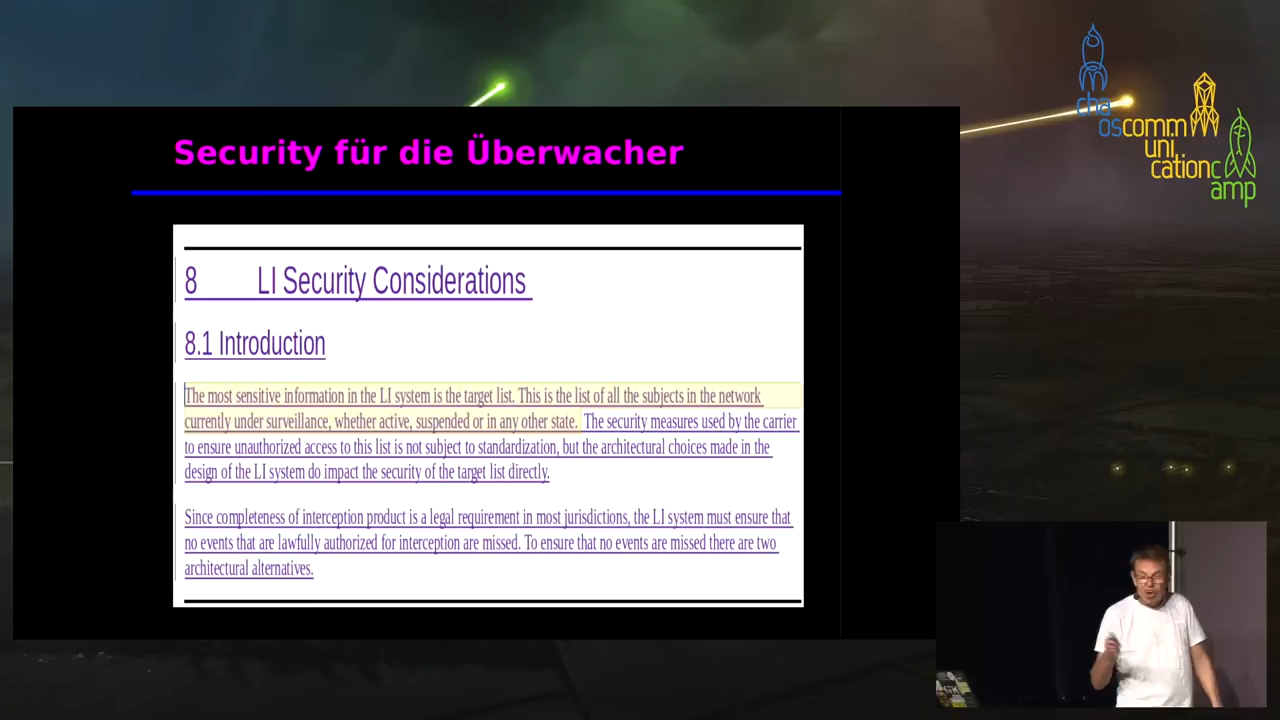 Security für die Überwacher
8 LI Security Considerations
8.1 Introduction
The most sensitive information in the LI system is the target list. This is the list of all the subjects in the network
currently under surveillance, whether active, suspended or in any other state. The security measures used by the carrier
to ensure unauthorized access to this list is not subject to standardization, but the architectural choices made in the
design of the LI system do impact the security of the target list directly.
Since completeness of interception product is a legal requirement in most jurisdictions, the LI system must ensure that
no events that are lawfully authorized for interception are missed. To ensure that no events are missed there are two
architectural alternatives.
cha
oscomm
uni
cationc
amp